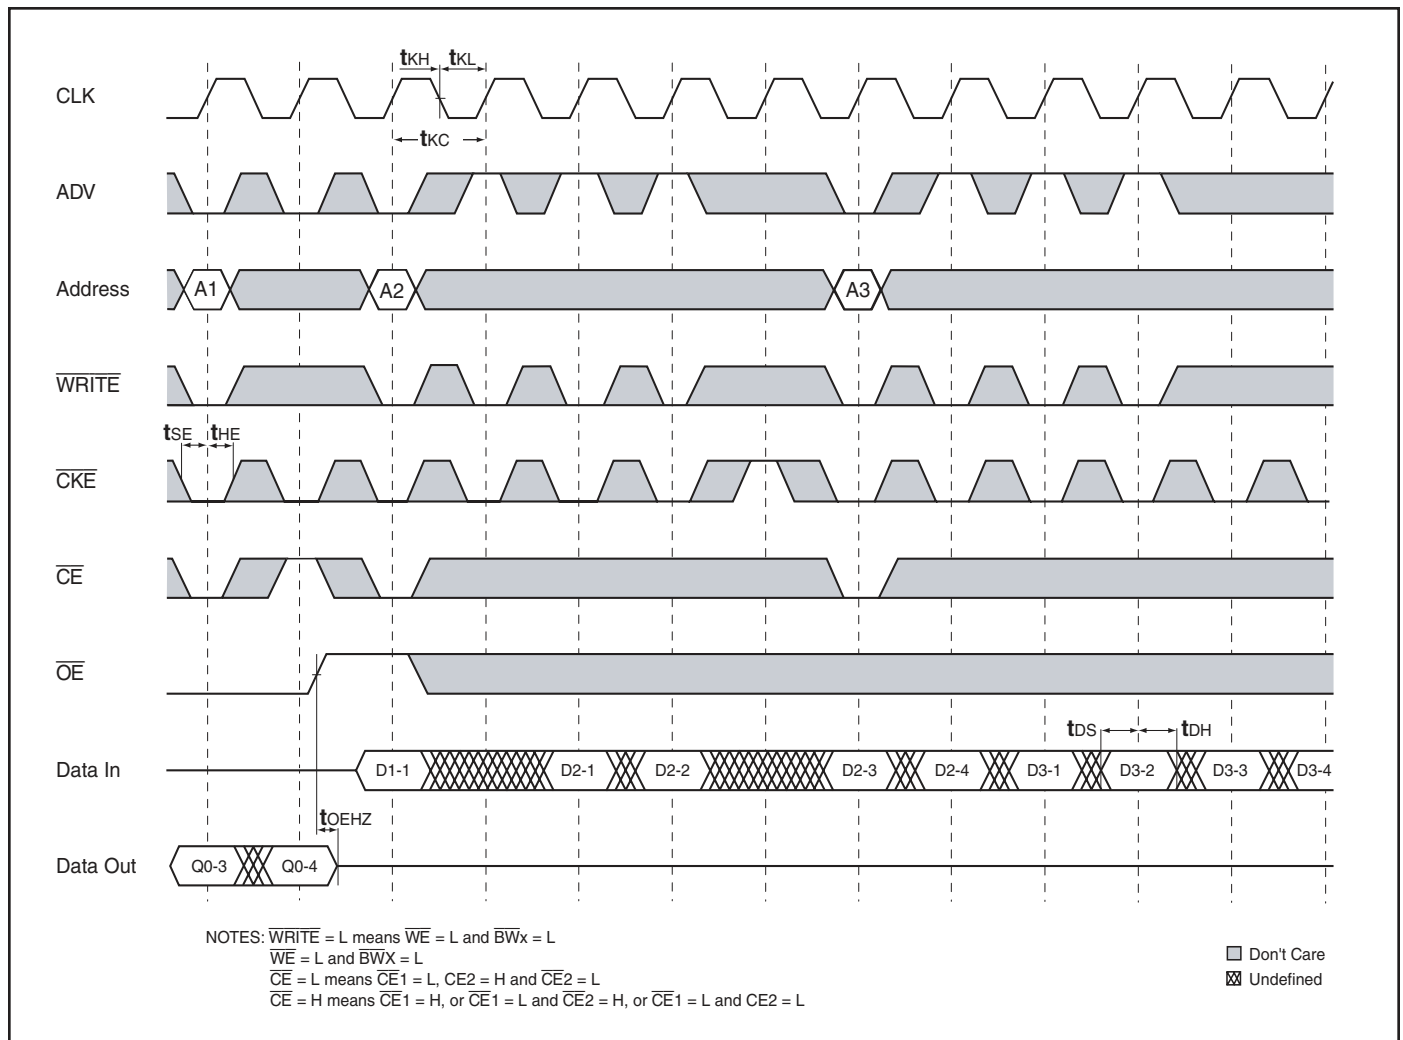 tKH tKL
CLK
tKC
ADV
Address A1 A2 A3
WRITE
tSE tHE
CKE
CE
OE
tDS tDH
Data In D1-1 D2-1 D2-2 D2-3 D2-4 D3-1 D3-2 D3-3 D3-4
tOEHZ
Data Out Q0-3 Q0-4
NOTES: WRITE = L means WE = L and BWx = L
WE = L and BWX = L
CE = L means CE1 = L, CE2 = H and CE2 = L
CE = H means CE1 = H, or CE1 = L and CE2 = H, or CE1 = L and CE2 = L
Don't Care
Undefined